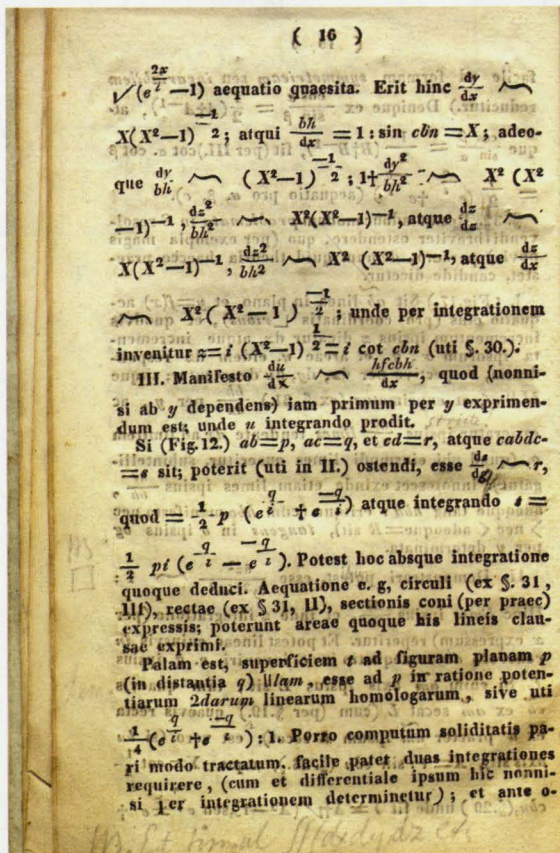 ( 16 )
√(e^{2x/i} —1) aequatio quaesita. Erit hinc dy/dx ⁓
X(X²—1)^{—1/2}; atqui bh/dx = 1 : sin cbn = X; adeo-
que dy/bh ⁓ (X²—1)^{—1/2}; 1† dy²/bh² ⁓ X² (X²
—1)—¹, dz²/bh² ⁓ X²(X²—1)—¹, atque dz/dx ⁓
X(X²—1)—¹, dz²/bh² ⁓ X² (X²—1)—¹, atque dz/dx
⁓ X² (X²—1)^{—1/2}; unde per integrationem
invenitur z = i (X²—1)^{1/2} = i cot cbn (uti §. 30.).
III. Manifesto du/dx ⁓ hfcbh/dx, quod (nonni-
si ab y dependens) iam primum per y exprimen-
dum est; unde u integrando prodit.
Si (Fig. 12.) ab=p, ac=q, et cd=r, atque cabdc-
=s sit; poterit (uti in II.) ostendi, esse ds/dq ⁓ r,
quod = 1/2 p (e^{q/i} † e^{—q/i}) atque integrando s =
1/2 pi (e^{q/i} — e^{—q/i}). Potest hoc absque integratione
quoque deduci. Aequatione e. g, circuli (ex §. 31,
III), rectae (ex § 31, II), sectionis coni (per praec)
expressis; poterunt areae quoque his lineis clau-
sae exprimi.
Palam est, superficiem t ad figuram planam p
(in distantia q) |||lam, esse ad p in ratione poten-
tiarum 2darum linearum homologarum, sive uti
1/4 (e^{q/i} † e^{—q/i}) : 1. Porro computum soliditatis pa-
ri modo tractatum, facile patet duas integrationes
requirere, (cum et differentiale ipsum hic nonni-
si per integrationem determinetur); et ante o-